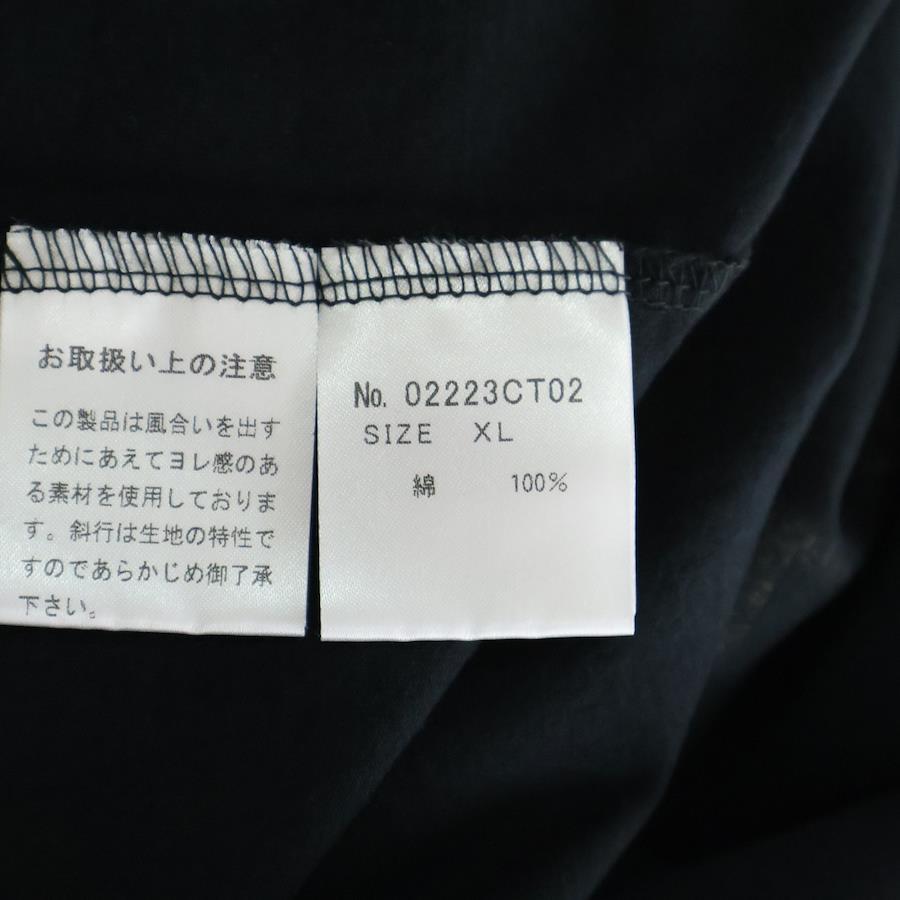 お取扱い上の注意
この製品は風合いを出す
ためにあえてヨレ感のあ
る素材を使用しておりま
す。斜行は生地の特性で
すのであらかじめ御了承
下さい。
No. 02223CT02
SIZE XL
綿 100%